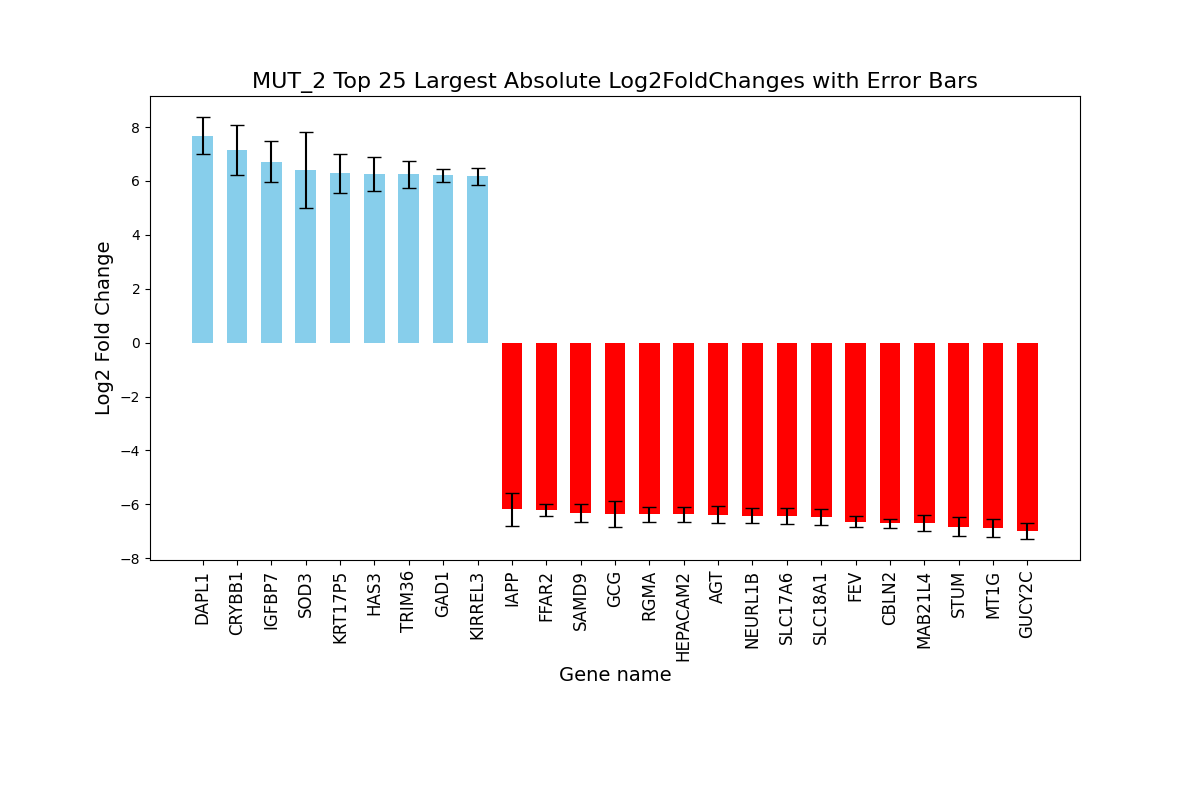 MUT_2 Top 25 Largest Absolute Log2FoldChanges with Error Bars
Log2 Fold Change
8
6
4
2
0
−2
−4
−6
−8
DAPL1
CRYBB1
IGFBP7
SOD3
KRT17P5
HAS3
TRIM36
GAD1
KIRREL3
IAPP
FFAR2
SAMD9
GCG
RGMA
HEPACAM2
AGT
NEURL1B
SLC17A6
SLC18A1
FEV
CBLN2
MAB21L4
STUM
MT1G
GUCY2C
Gene name